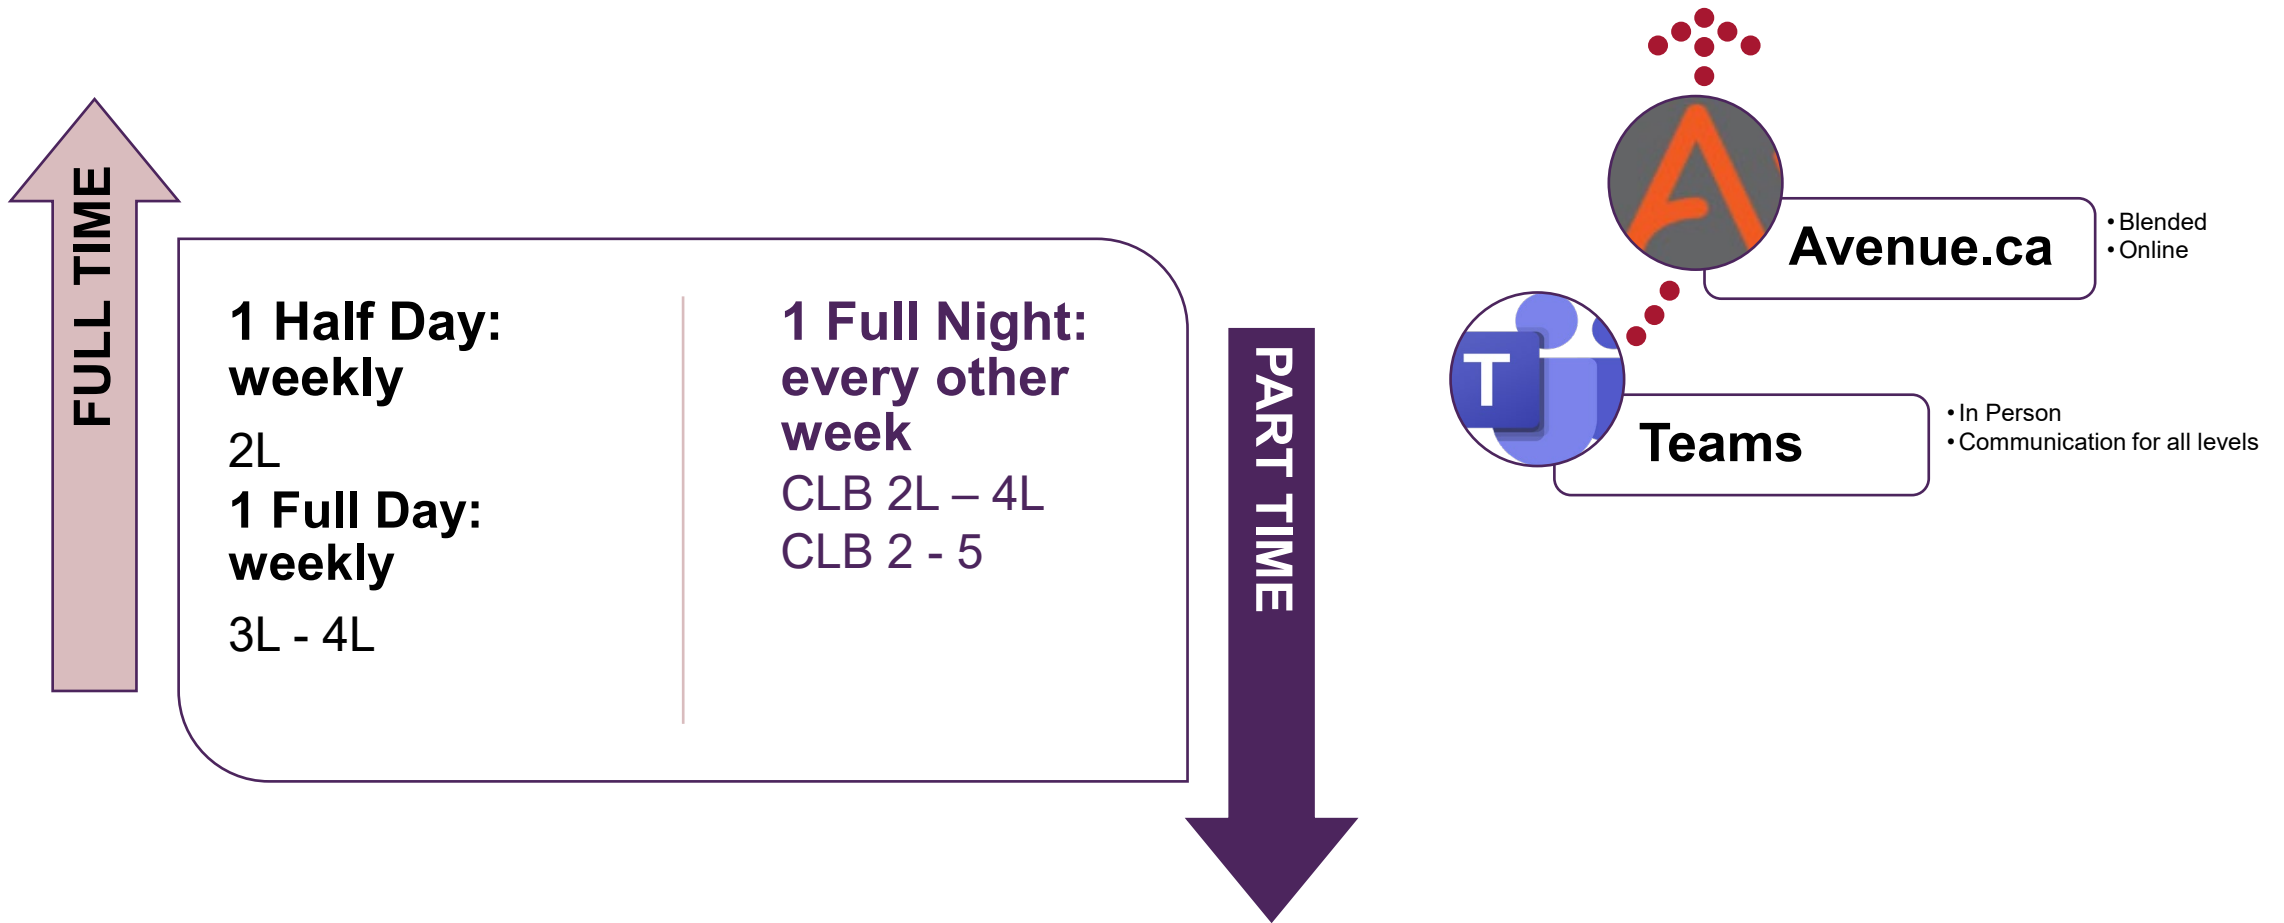 FULL TIME
1 Half Day:
weekly
2L
1 Full Day:
weekly
3L - 4L
1 Full Night:
every other
week
CLB 2L – 4L
CLB 2 - 5
PART TIME
Avenue.ca
• Blended
• Online
T
Teams
• In Person
• Communication for all levels